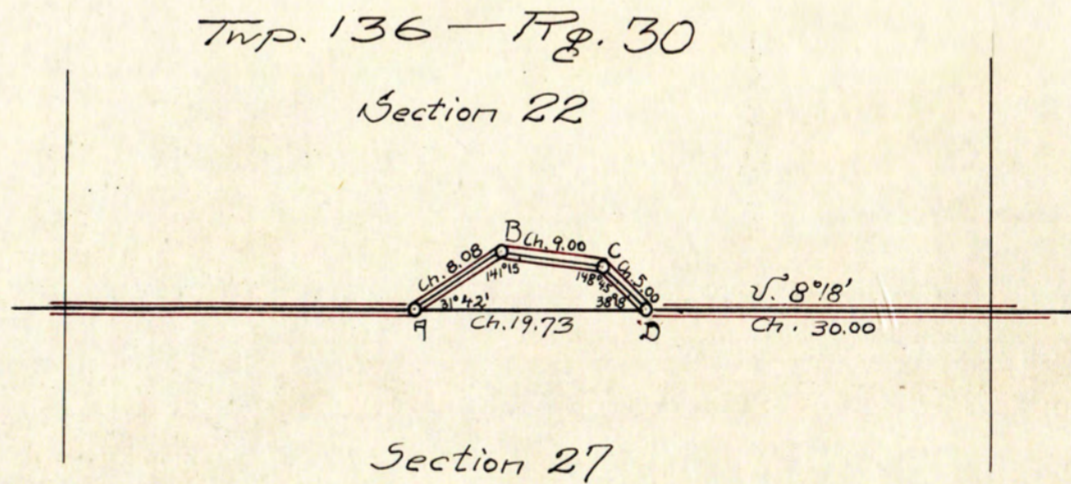 Twp. 136 — Rg. 30
Section 22
B Ch. 9.00 C
Ch. 8.08
Ch. 5.00
141°15
148°45
31°42'
38°8'
V. 8°18'
A Ch. 19.73 D Ch. 30.00
Section 27